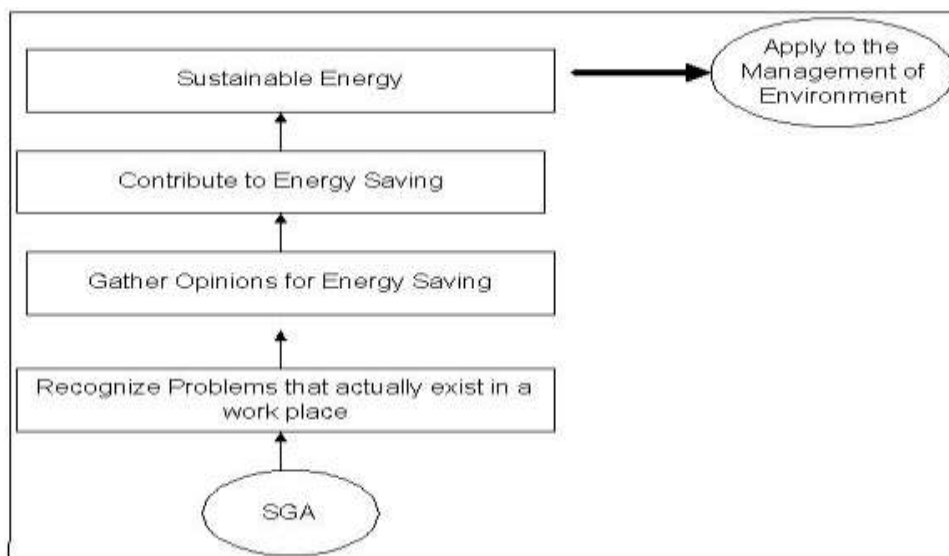 Sustainable Energy
Apply to the
Management of
Environment
Contribute to Energy Saving
Gather Opinions for Energy Saving
Recognize Problems that actually exist in a
work place
SGA